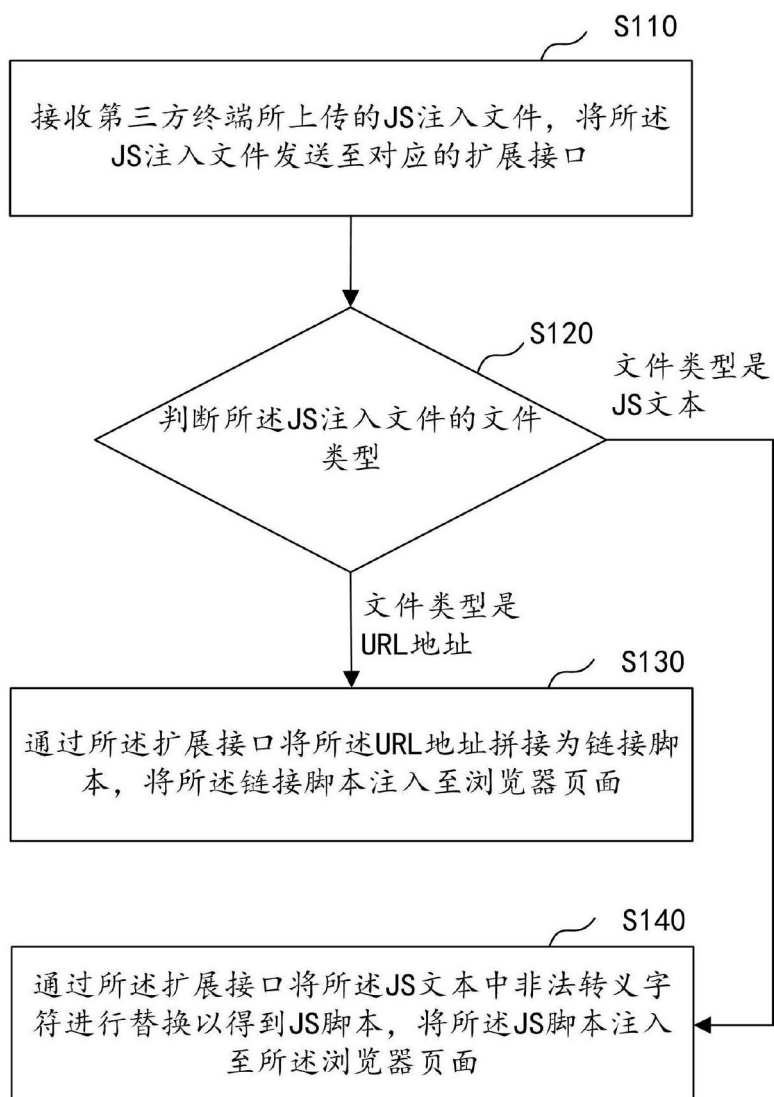 S110
接收第三方终端所上传的JS注入文件，将所述
JS注入文件发送至对应的扩展接口
S120
文件类型是
JS文本
判断所述JS注入文件的文件
类型
文件类型是
URL地址
S130
通过所述扩展接口将所述URL地址拼接为链接脚
本，将所述链接脚本注入至浏览器页面
S140
通过所述扩展接口将所述JS文本中非法转义字
符进行替换以得到JS脚本，将所述JS脚本注入
至所述浏览器页面